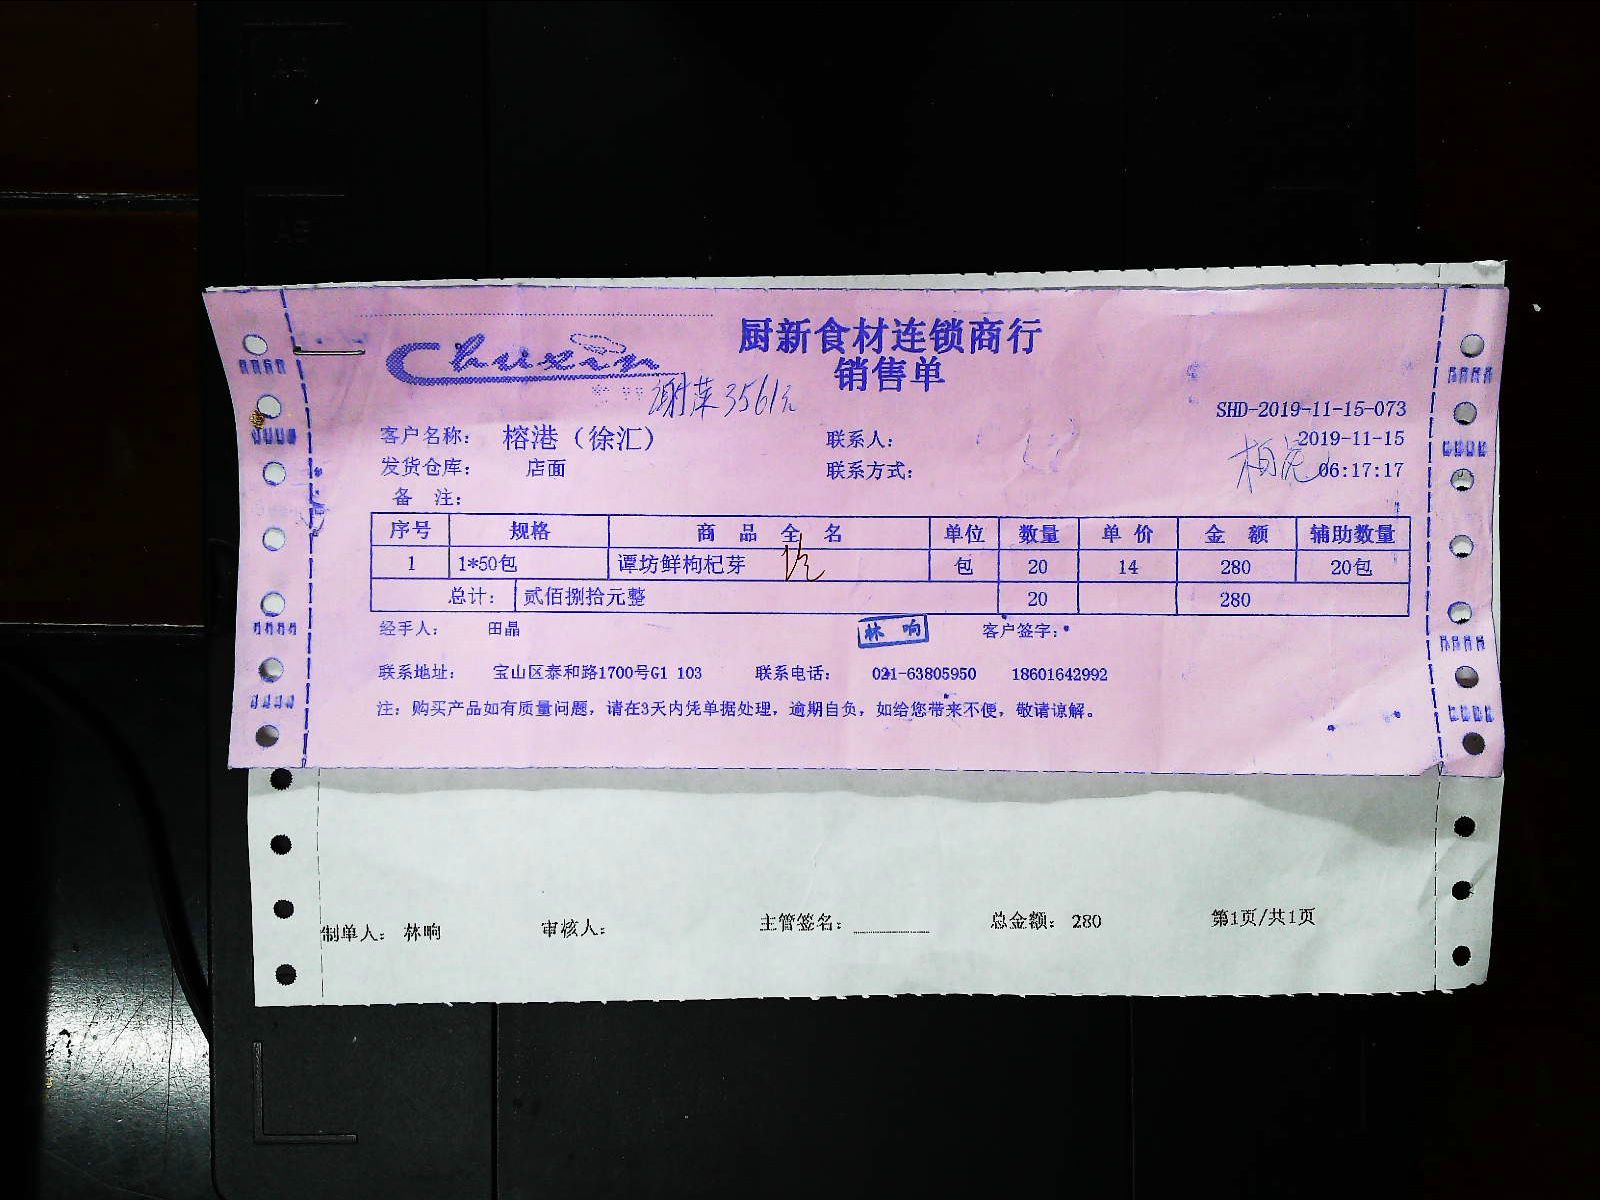 Chuxin
厨新食材连锁商行
销售单
谢菜3561元
SHD-2019-11-15-073
客户名称： 榕港（徐汇） 联系人： 2019-11-15
发货仓库： 店面 联系方式： 06:17:17
备 注：
序号 规格 商品全名 单位 数量 单价 金额 辅助数量
1 1*50包 谭坊鲜枸杞芽 包 20 14 280 20包
总计： 贰佰捌拾元整 20 280
经手人： 田晶 林响 客户签字：
联系地址： 宝山区泰和路1700号G1 103 联系电话： 021-63805950 18601642992
注：购买产品如有质量问题，请在3天内凭单据处理，逾期自负，如给您带来不便，敬请谅解。
制单人： 林响 审核人： 主管签名： 总金额： 280 第1页/共1页